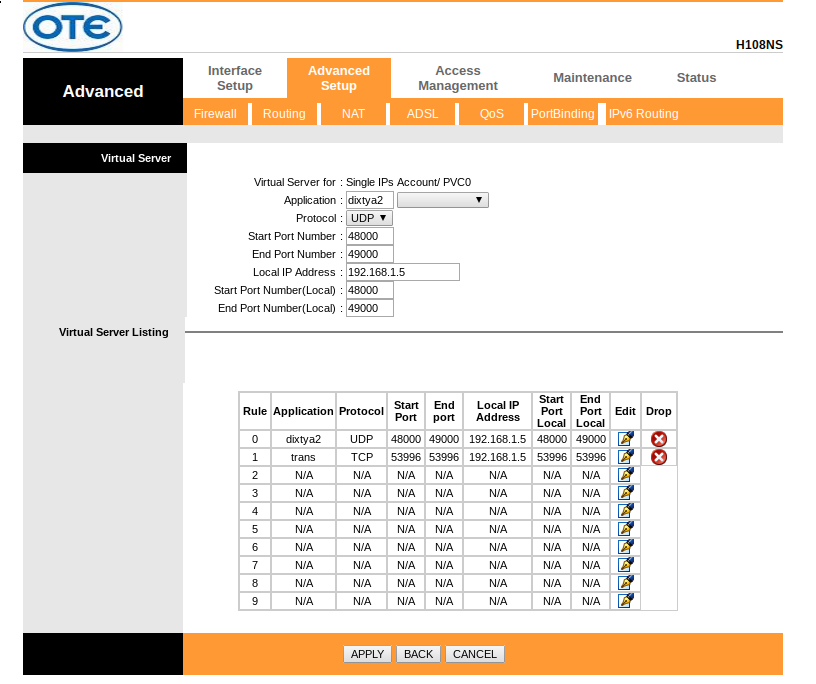 OTE
H108NS
Advanced
Interface Setup
Advanced Setup
Access Management
Maintenance
Status
Firewall
Routing
NAT
ADSL
QoS
PortBinding
IPv6 Routing
Virtual Server
Virtual Server for : Single IPs Account/ PVC0
Application : dixtya2
Protocol : UDP
Start Port Number : 48000
End Port Number : 49000
Local IP Address : 192.168.1.5
Start Port Number(Local) : 48000
End Port Number(Local) : 49000
Virtual Server Listing
Rule Application Protocol Start Port End port Local IP Address Start Port Local End Port Local Edit Drop
0 dixtya2 UDP 48000 49000 192.168.1.5 48000 49000
1 trans TCP 53996 53996 192.168.1.5 53996 53996
2 N/A N/A N/A N/A N/A N/A N/A
3 N/A N/A N/A N/A N/A N/A N/A
4 N/A N/A N/A N/A N/A N/A N/A
5 N/A N/A N/A N/A N/A N/A N/A
6 N/A N/A N/A N/A N/A N/A N/A
7 N/A N/A N/A N/A N/A N/A N/A
8 N/A N/A N/A N/A N/A N/A N/A
9 N/A N/A N/A N/A N/A N/A N/A
APPLY BACK CANCEL